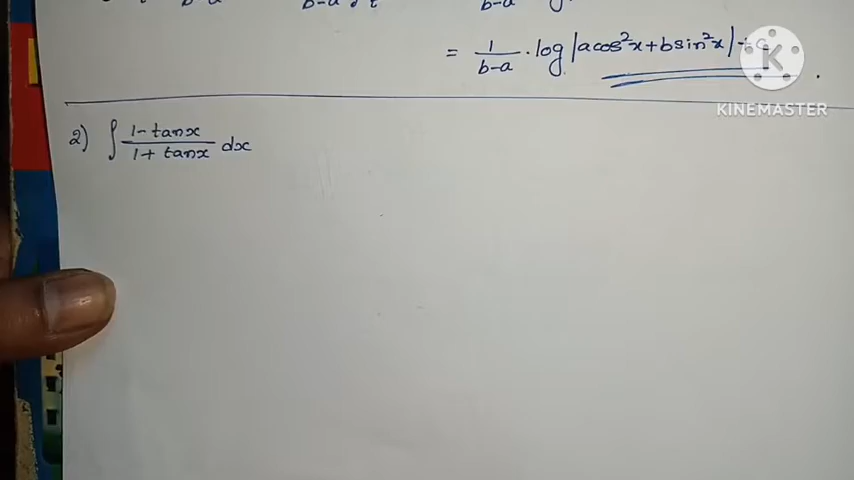 = 1/(b-a) · log |acos²x+bsin²x| + c
KINEMASTER
2) ∫ (1-tanx)/(1+tanx) dx